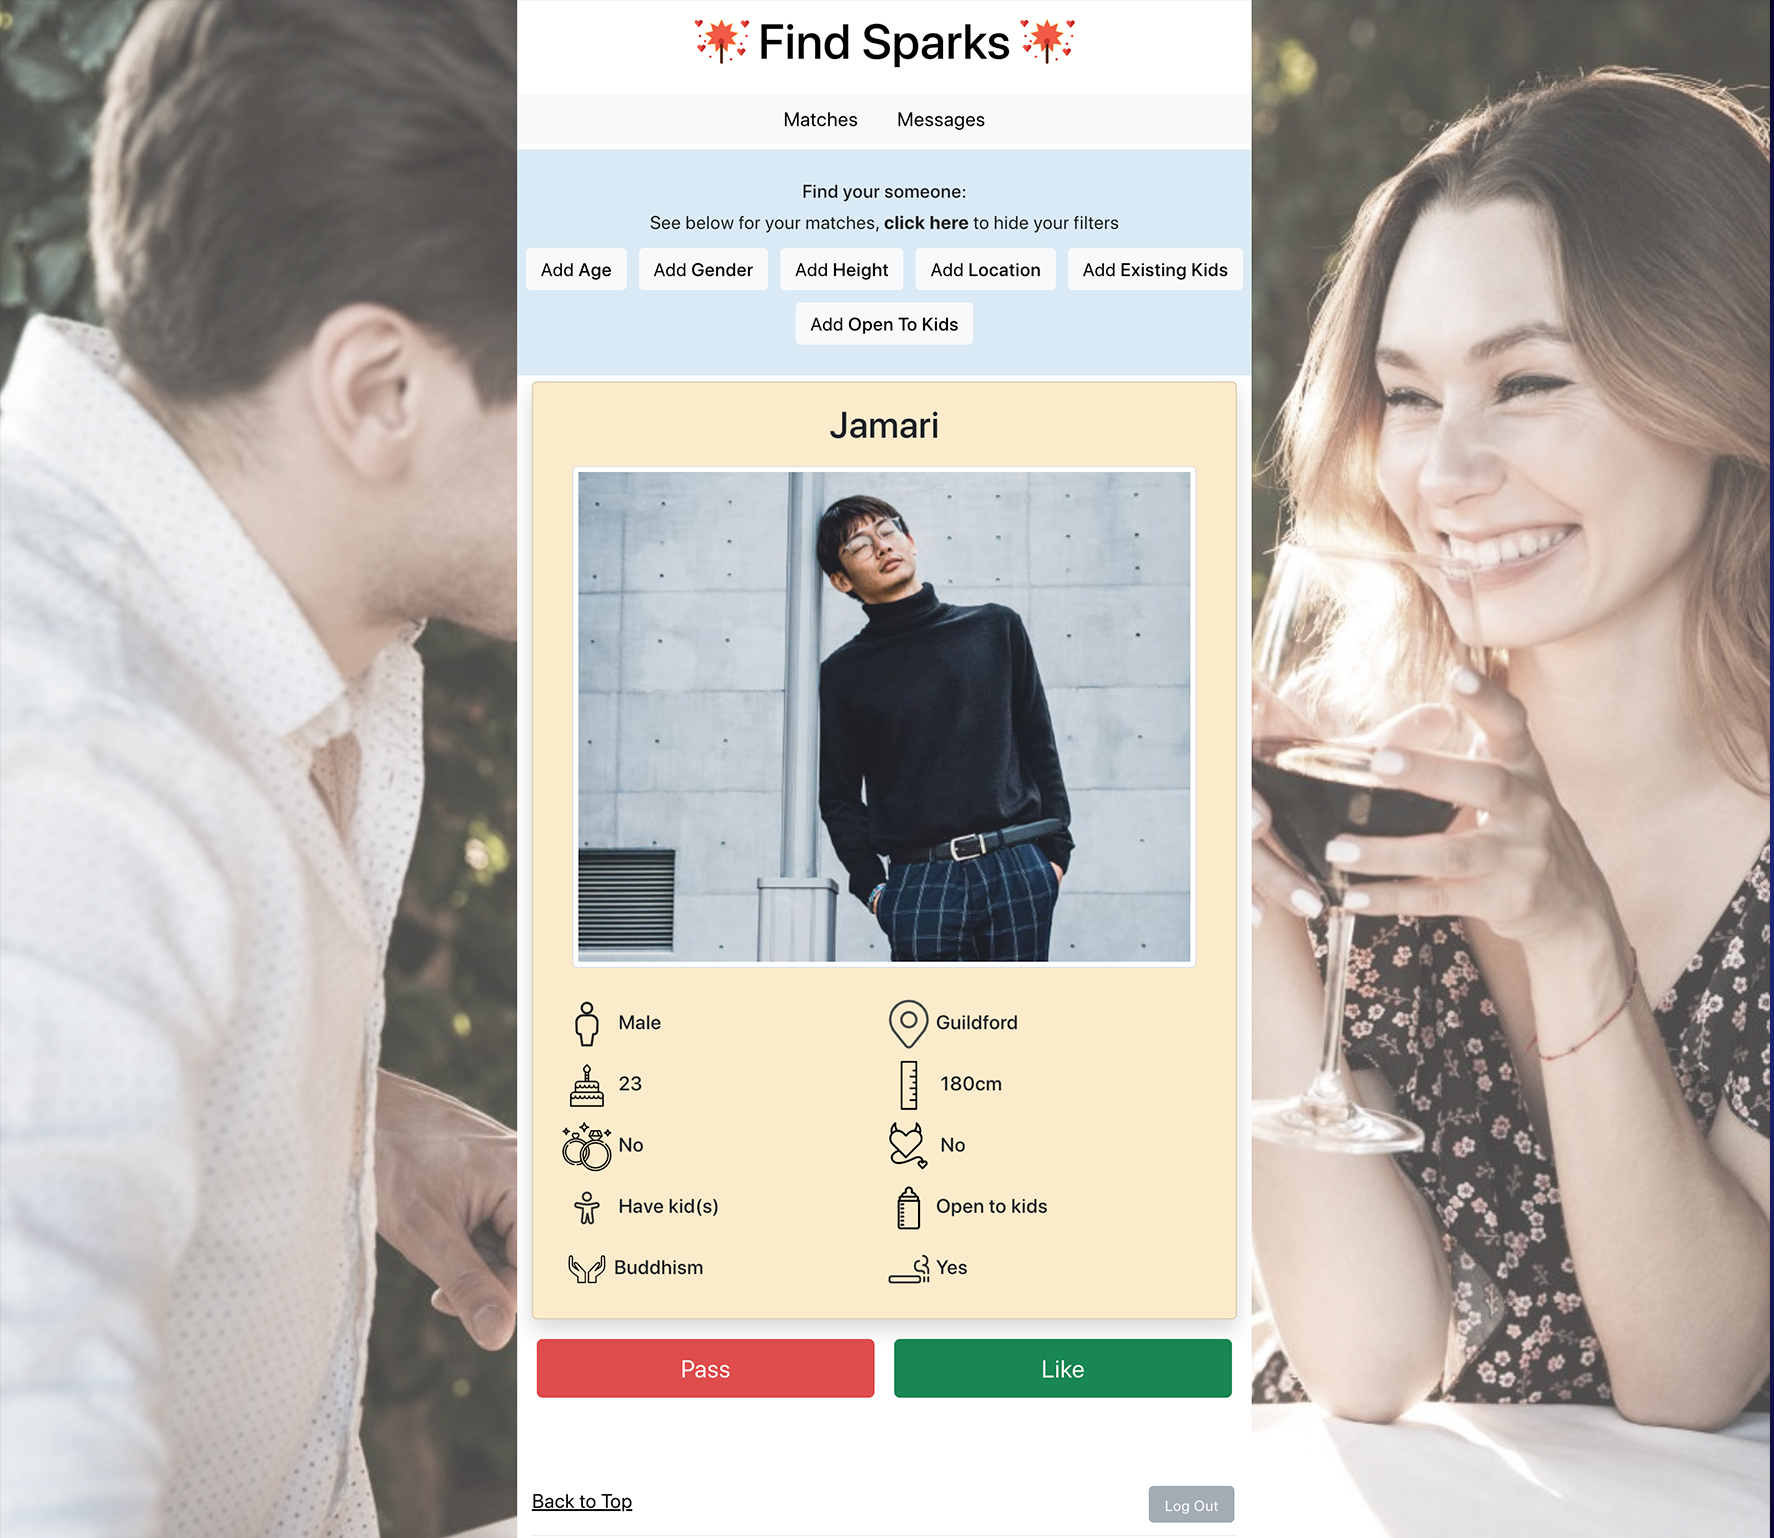 Find Sparks
Matches Messages
Find your someone:
See below for your matches, click here to hide your filters
Add Age Add Gender Add Height Add Location Add Existing Kids
Add Open To Kids
Jamari
Male Guildford
23 180cm
No No
Have kid(s) Open to kids
Buddhism Yes
Pass Like
Back to Top Log Out